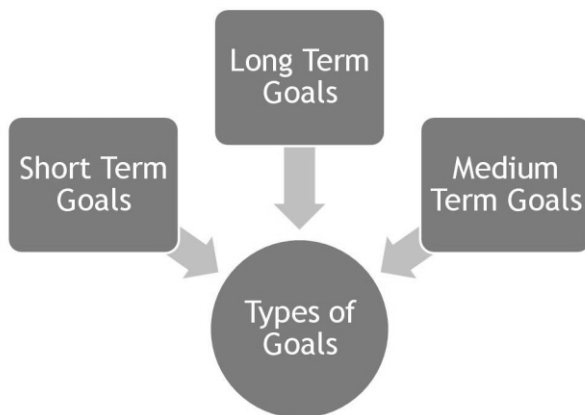 Long Term
Goals
Short Term
Goals
Medium
Term Goals
Types of
Goals